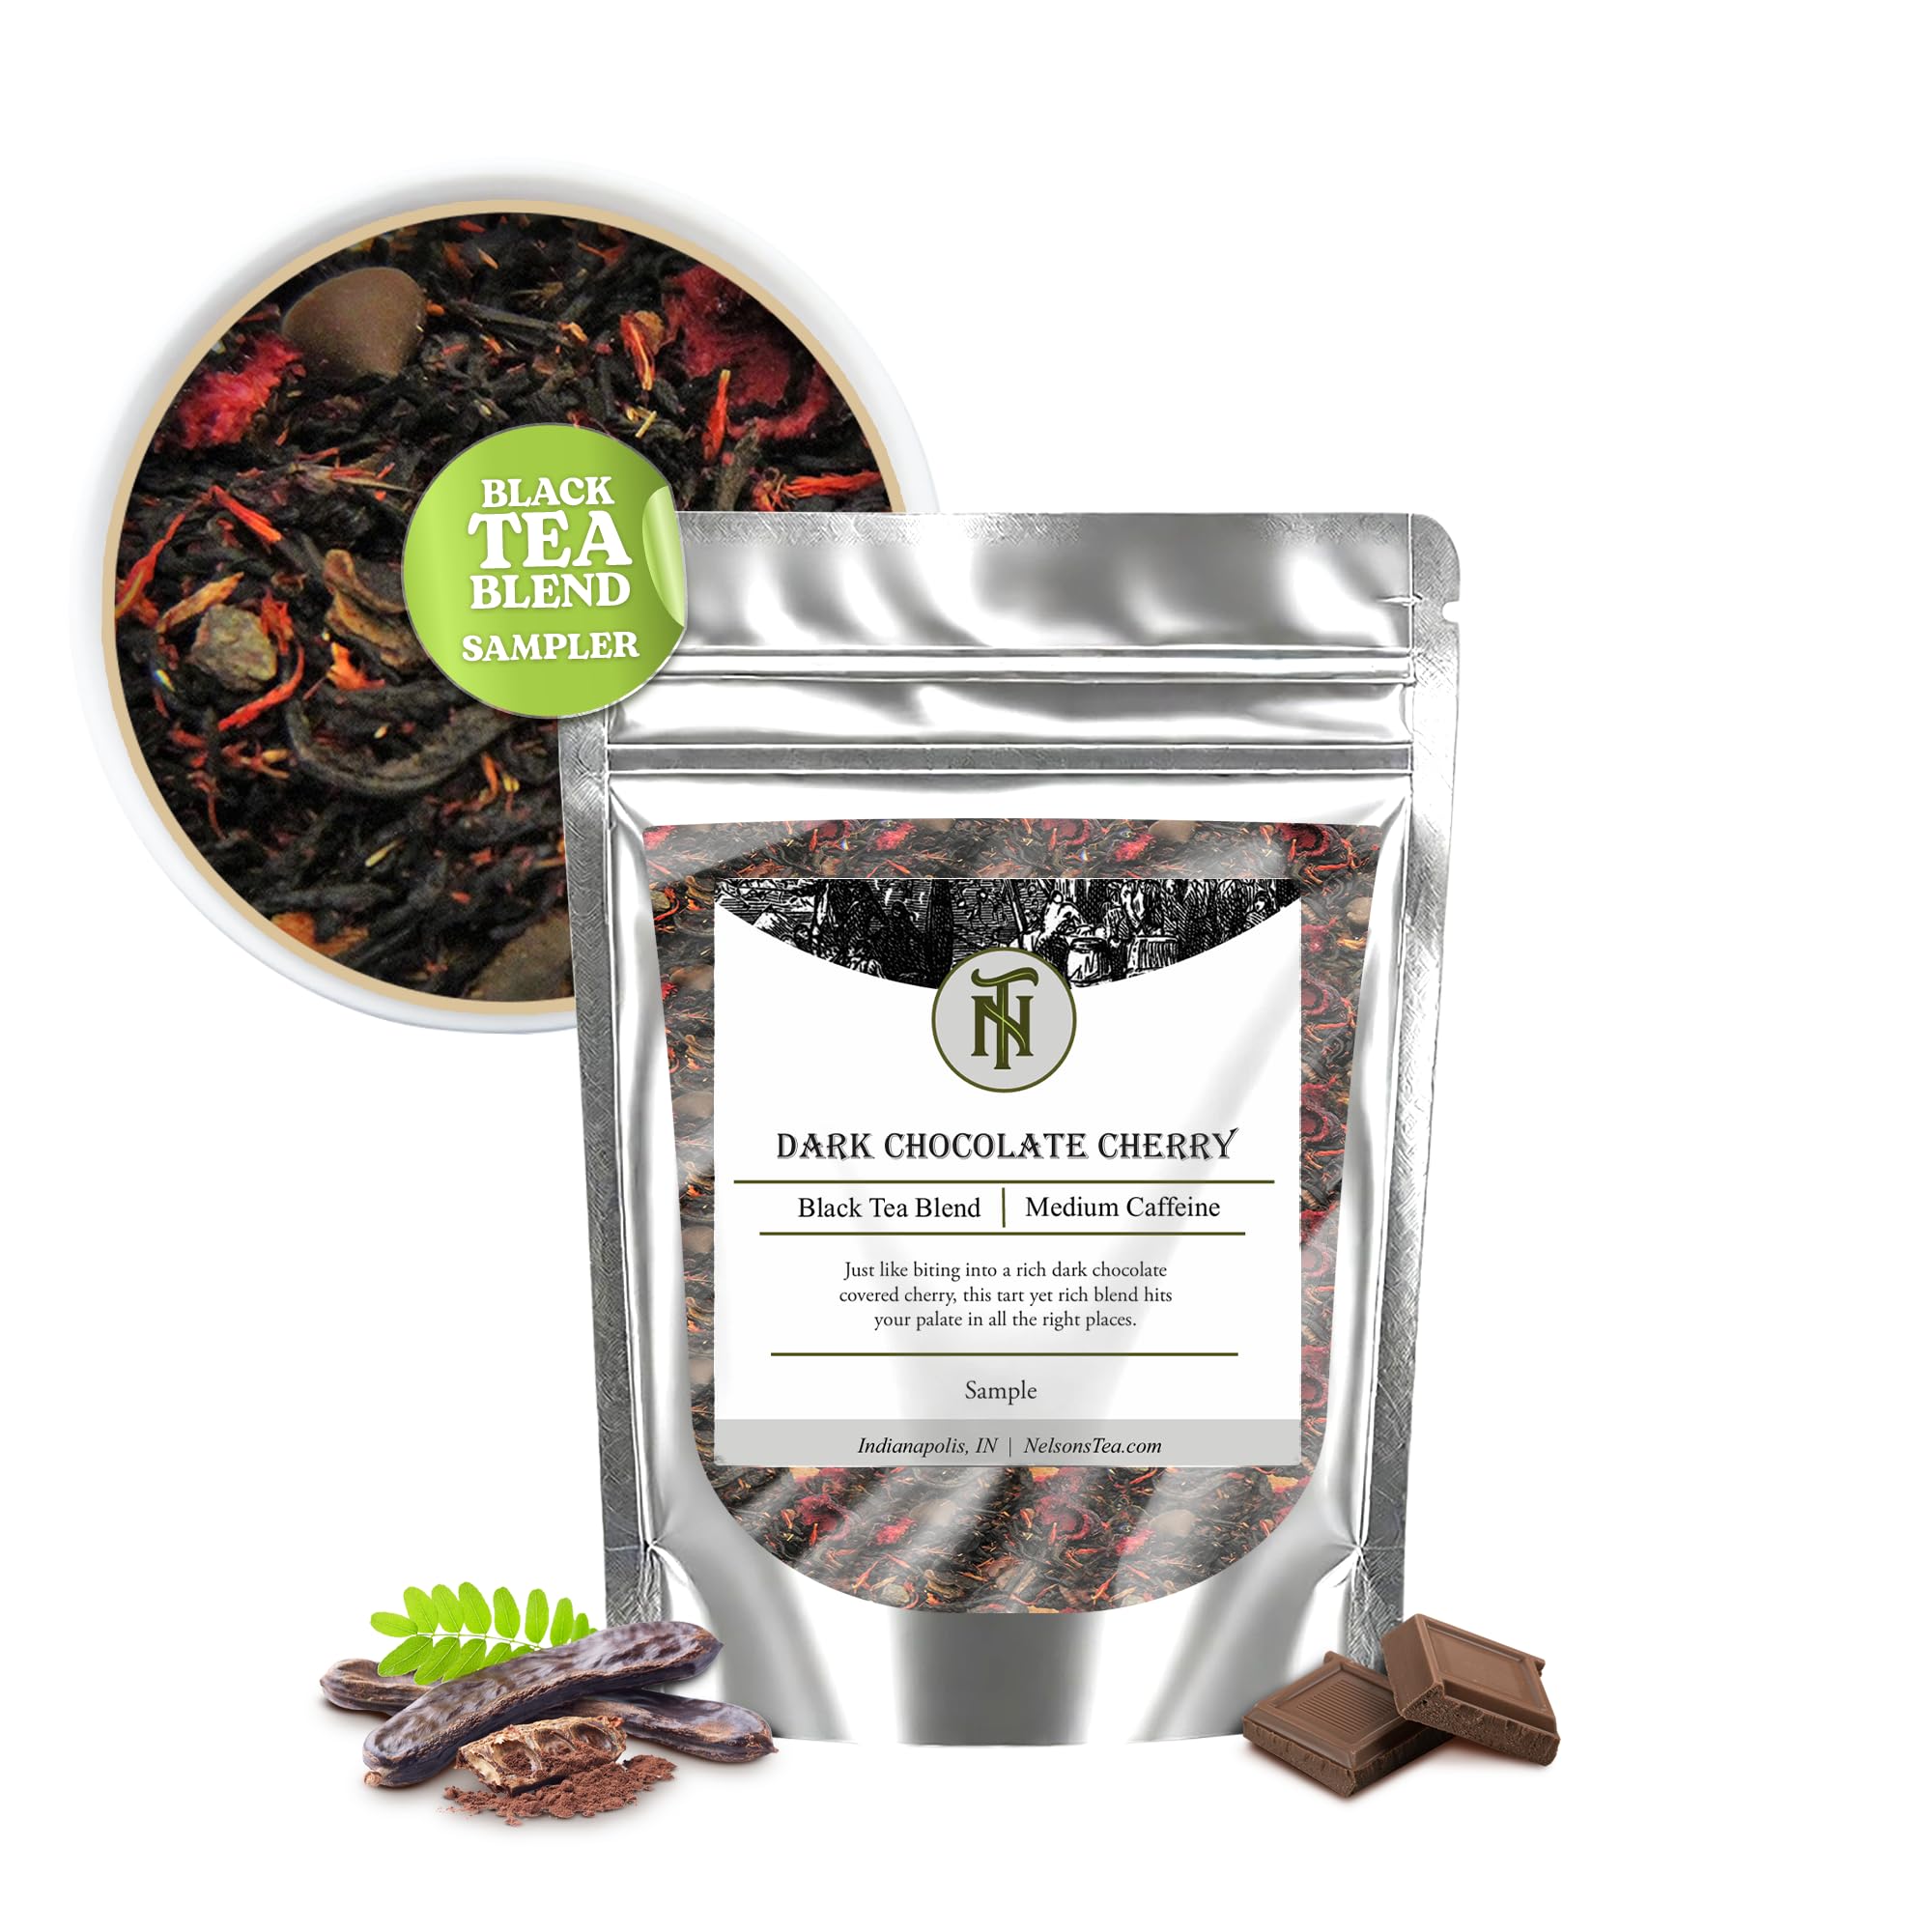 BLACK
TEA
BLEND
SAMPLER
TN
DARK CHOCOLATE CHERRY
Black Tea Blend | Medium Caffeine
Just like biting into a rich dark chocolate
covered cherry, this tart yet rich blend hits
your palate in all the right places.
Sample
Indianapolis, IN | NelsonsTea.com